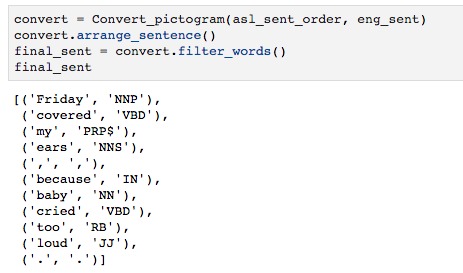 convert = Convert_pictogram(asl_sent_order, eng_sent)
convert.arrange_sentence()
final_sent = convert.filter_words()
final_sent
[('Friday', 'NNP'),
('covered', 'VBD'),
('my', 'PRP$'),
('ears', 'NNS'),
(',', ','),
('because', 'IN'),
('baby', 'NN'),
('cried', 'VBD'),
('too', 'RB'),
('loud', 'JJ'),
('.', '.')]